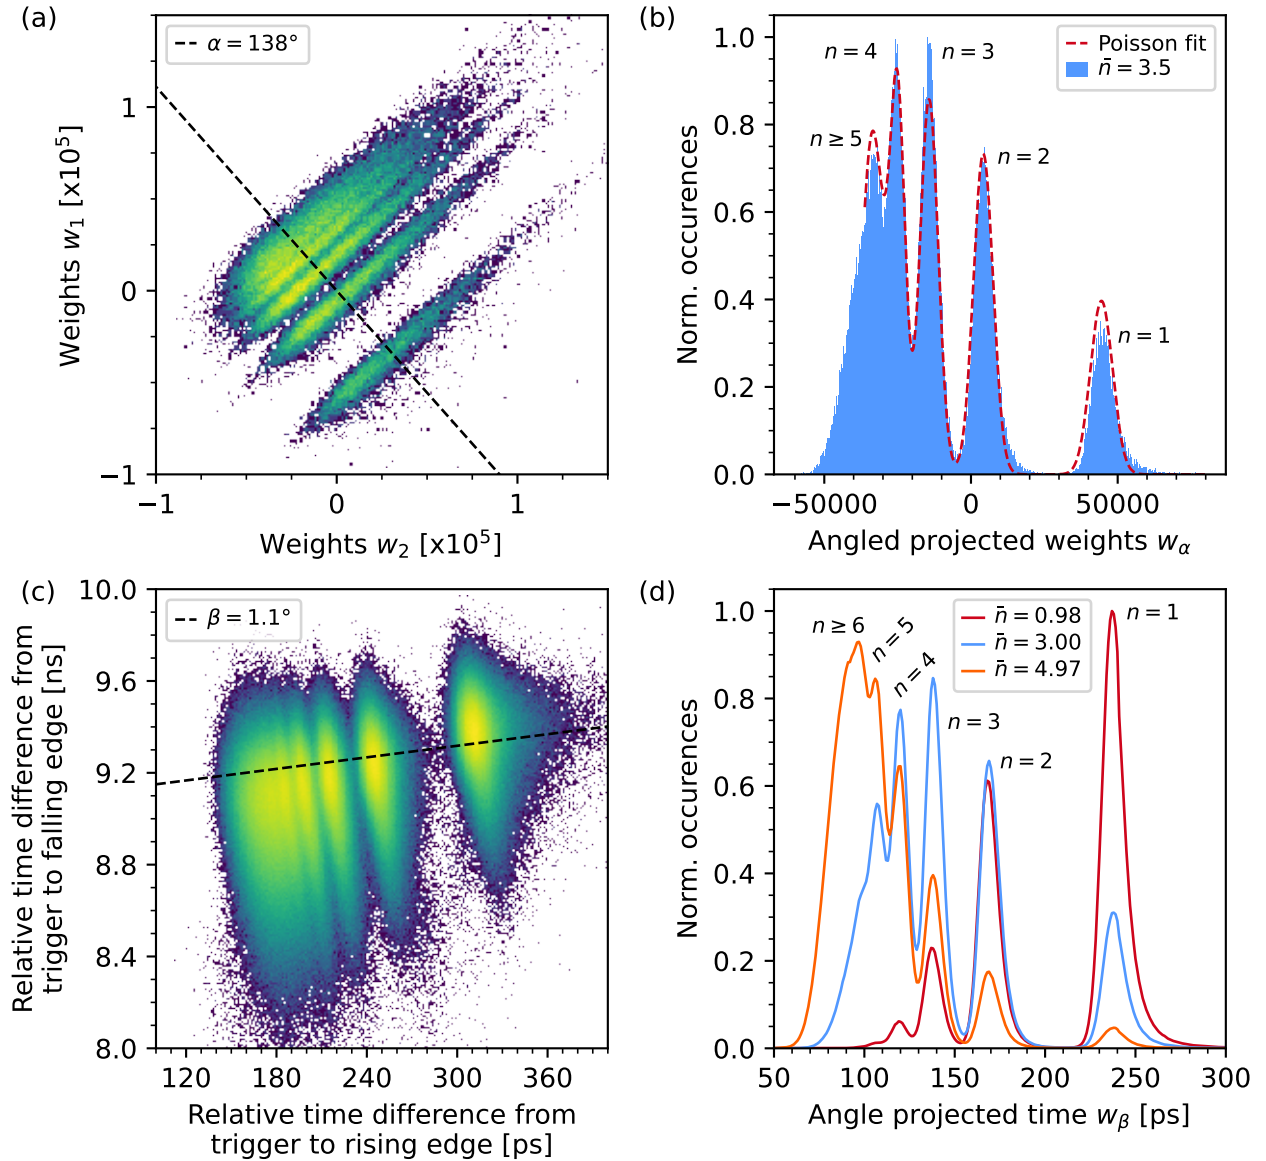 (a)
α = 138°
Weights w₁ [x10⁵]
1
0
−1
−1
0
1
Weights w₂ [x10⁵]
(b)
Poisson fit
n̄ = 3.5
n = 4
n = 3
n ≥ 5
n = 2
n = 1
Norm. occurences
1.0
0.8
0.6
0.4
0.2
0.0
−50000
0
50000
Angled projected weights wα
(c)
β = 1.1°
Relative time difference from
trigger to falling edge [ns]
10.0
9.6
9.2
8.8
8.4
8.0
120
180
240
300
360
Relative time difference from
trigger to rising edge [ps]
(d)
n̄ = 0.98
n̄ = 3.00
n̄ = 4.97
n ≥ 6
n = 5
n = 4
n = 3
n = 2
n = 1
Norm. occurences
1.0
0.8
0.6
0.4
0.2
0.0
50
100
150
200
250
300
Angle projected time wᵦ [ps]